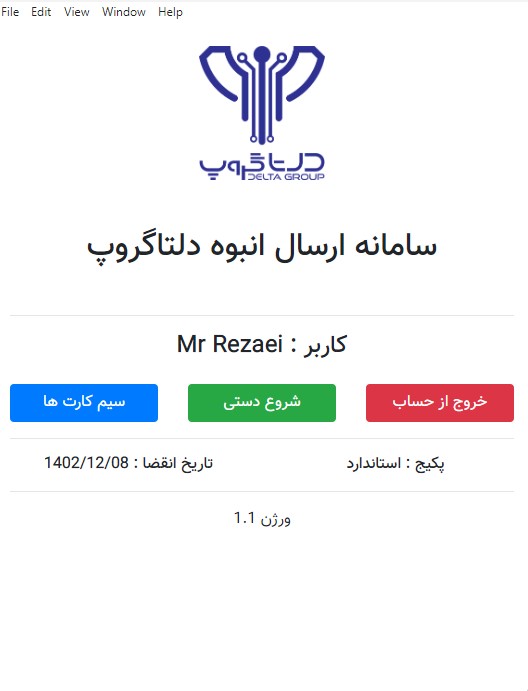 File Edit View Window Help
دلتاگروپ
DELTA GROUP
سامانه ارسال انبوه دلتاگروپ
کاربر : Mr Rezaei
خروج از حساب شروع دستی سیم کارت ها
پکیج : استاندارد تاریخ انقضا : 1402/12/08
ورژن 1.1